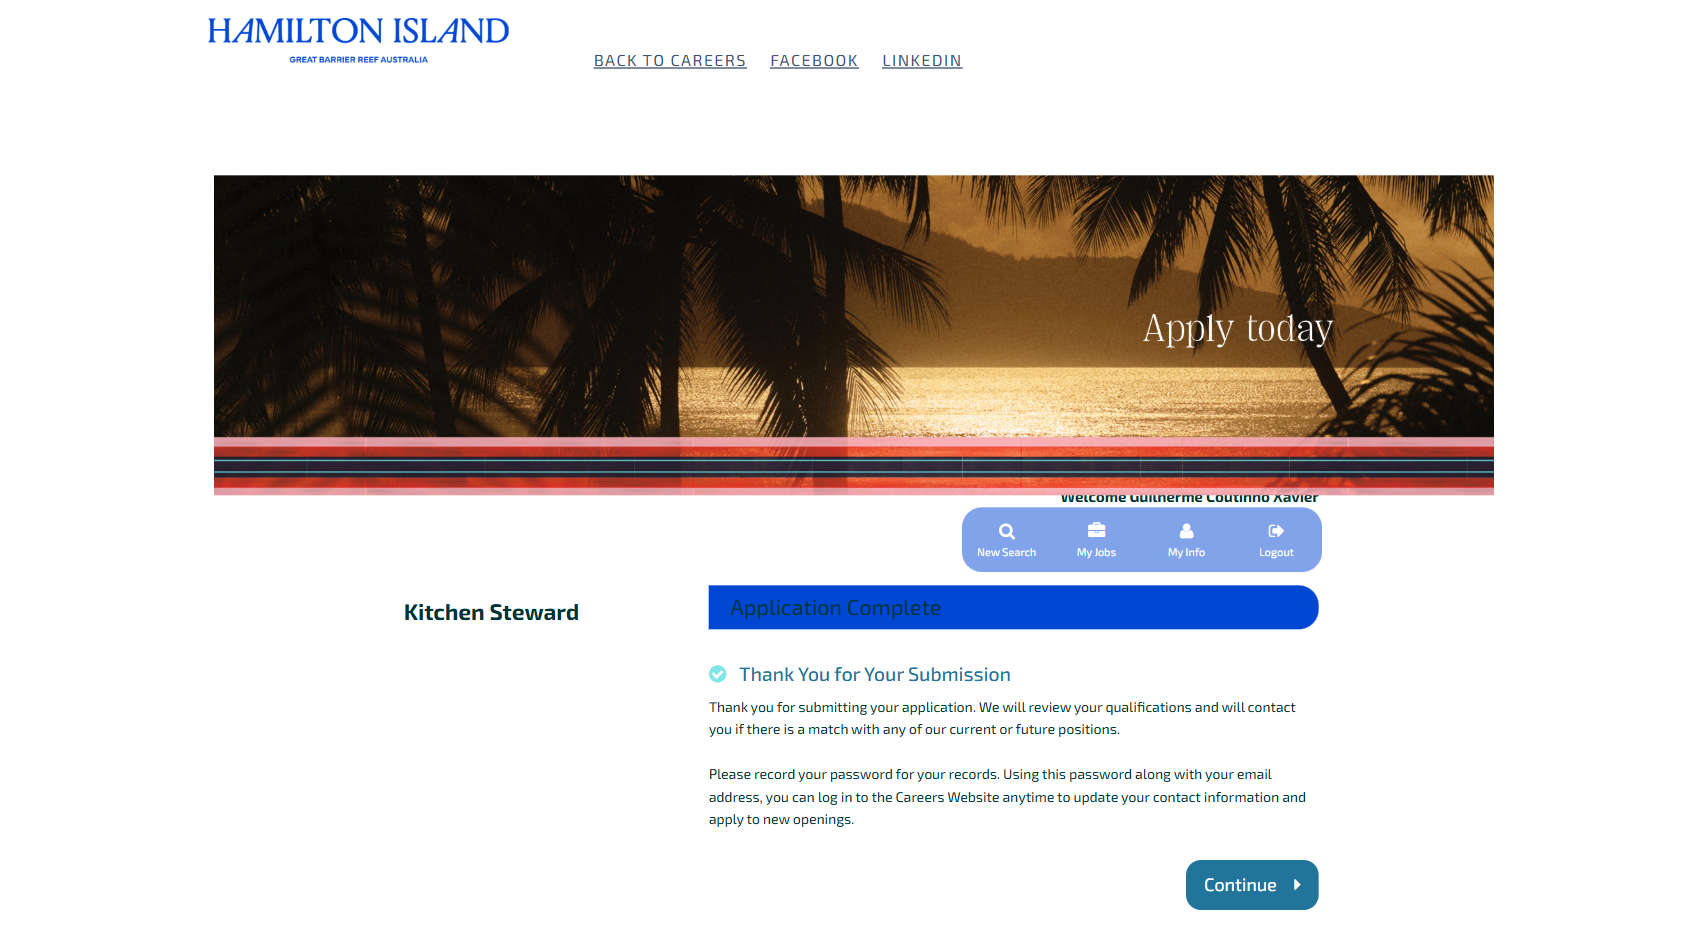 HAMILTON ISLAND
GREAT BARRIER REEF AUSTRALIA
BACK TO CAREERS FACEBOOK LINKEDIN
Apply today
Welcome Guilherme Coutinho Xavier
New Search My Jobs My Info Logout
Kitchen Steward
Application Complete
Thank You for Your Submission
Thank you for submitting your application. We will review your qualifications and will contact
you if there is a match with any of our current or future positions.
Please record your password for your records. Using this password along with your email
address, you can log in to the Careers Website anytime to update your contact information and
apply to new openings.
Continue